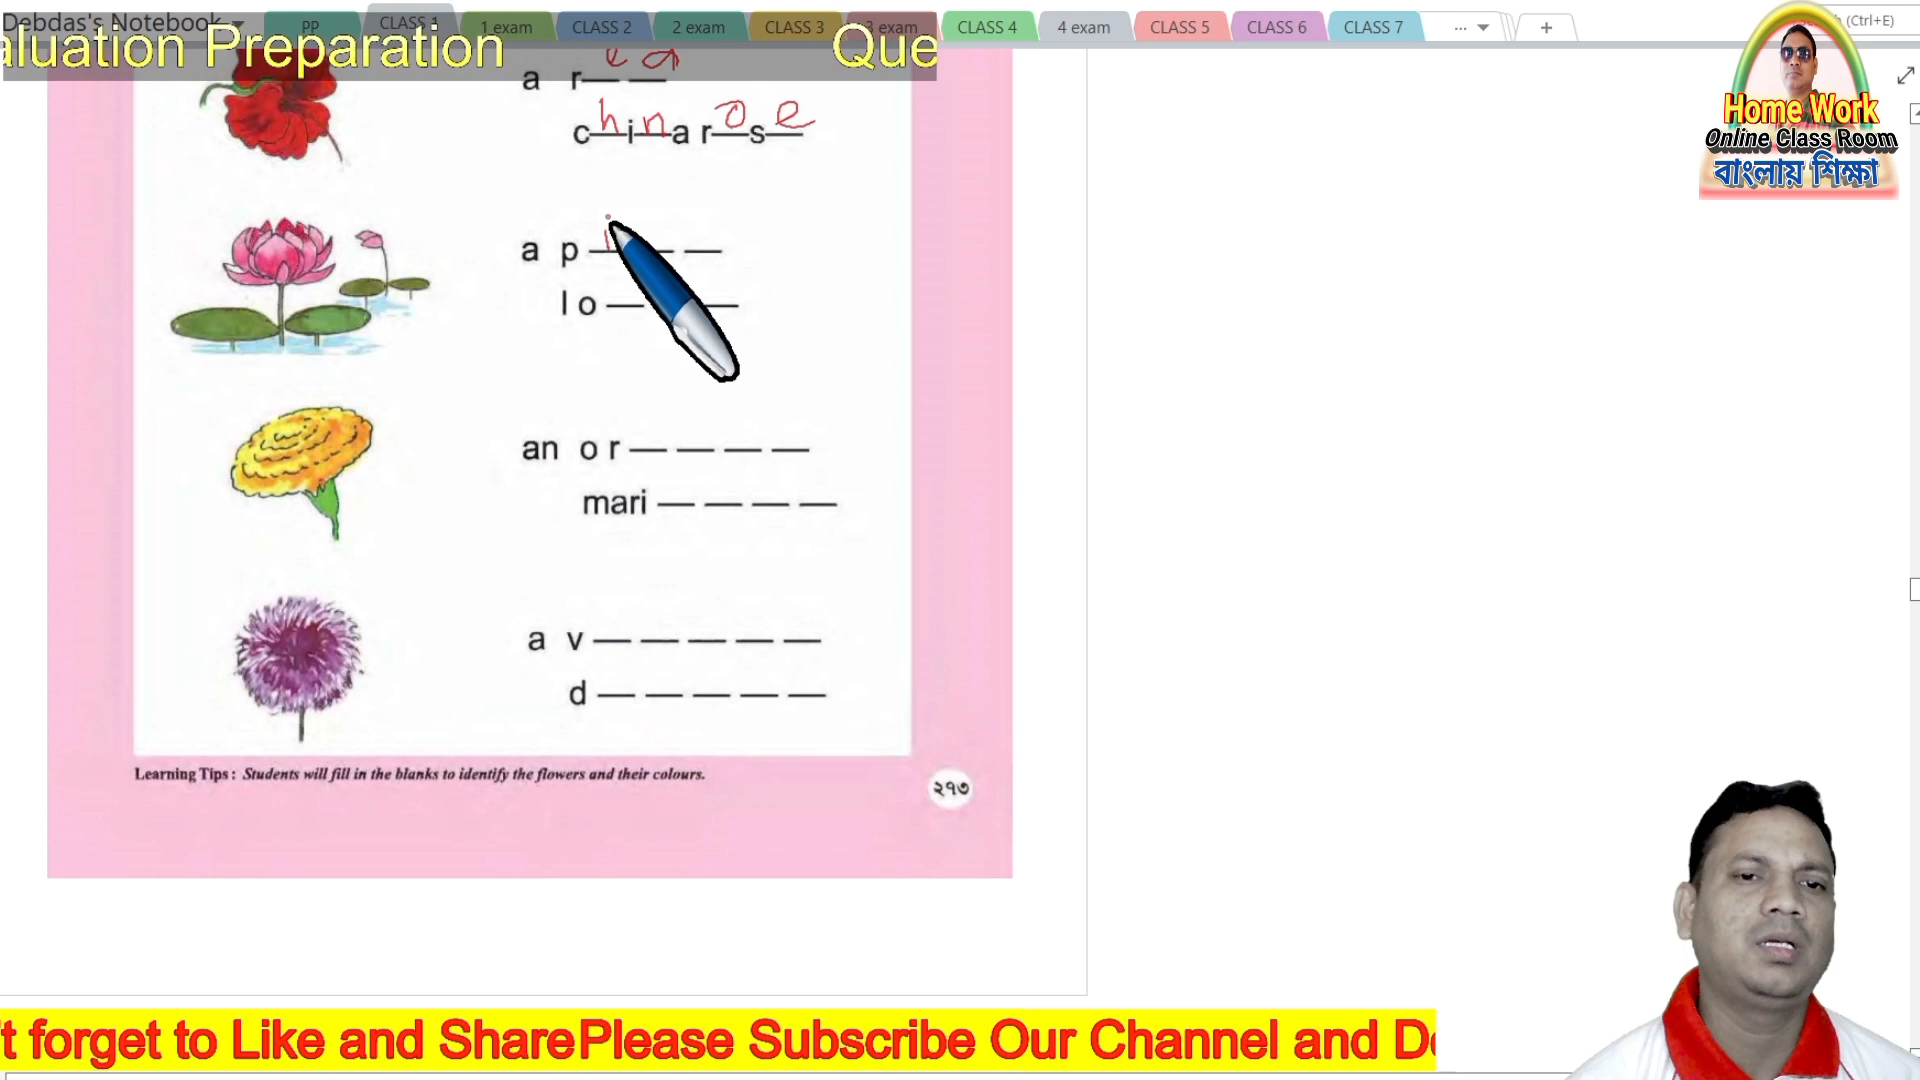 Debdas's Notebook
PP
CLASS 1
1 exam
CLASS 2
2 exam
CLASS 3
3 exam
CLASS 4
4 exam
CLASS 5
CLASS 6
CLASS 7
...
+
(Ctrl+E)
aluation Preparation Que
Home Work
Online Class Room
বাংলায় শিক্ষা
a r e d
c h i n a r o s e
a p i — —
l o — —
an o r — — — —
mari — — — —
a v — — — — —
d — — — — —
Learning Tips : Students will fill in the blanks to identify the flowers and their colours.
২৭৩
't forget to Like and Share Please Subscribe Our Channel and Do